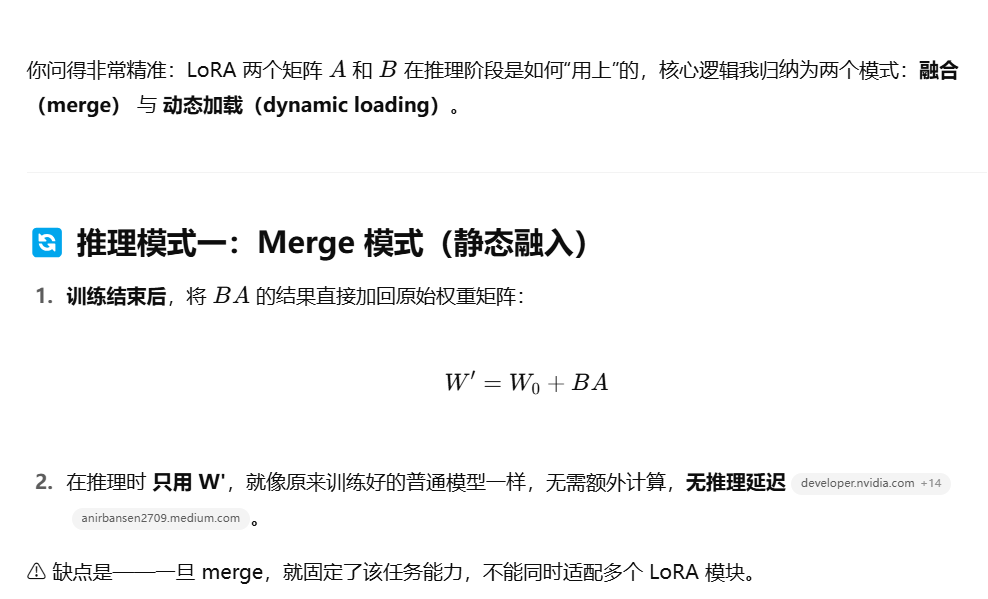 你问得非常精准：LoRA 两个矩阵 A 和 B 在推理阶段是如何“用上”的，核心逻辑我归纳为两个模式：融合
（merge） 与 动态加载（dynamic loading）。
🔄 推理模式一：Merge 模式（静态融入）
1. 训练结束后，将 BA 的结果直接加回原始权重矩阵：
W′ = W₀ + BA
2. 在推理时 只用 W'，就像原来训练好的普通模型一样，无需额外计算，无推理延迟 developer.nvidia.com +14
anirbansen2709.medium.com 。
⚠ 缺点是——一旦 merge，就固定了该任务能力，不能同时适配多个 LoRA 模块。